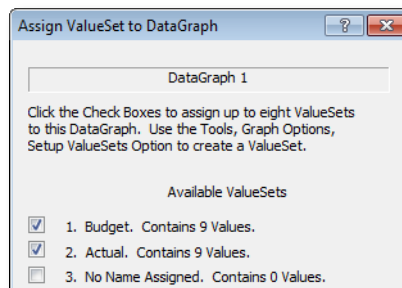 Assign ValueSet to DataGraph
DataGraph 1
Click the Check Boxes to assign up to eight ValueSets
to this DataGraph. Use the Tools, Graph Options,
Setup ValueSets Option to create a ValueSet.
Available ValueSets
1. Budget. Contains 9 Values.
2. Actual. Contains 9 Values.
3. No Name Assigned. Contains 0 Values.